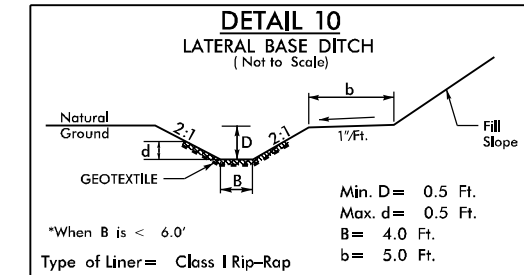 DETAIL 10
LATERAL BASE DITCH
( Not to Scale)
b
Natural
Ground
2:1
D
2:1
1"/Ft.
Fill
Slope
d
GEOTEXTILE
B
Min. D= 0.5 Ft.
Max. d= 0.5 Ft.
*When B is < 6.0'
B= 4.0 Ft.
Type of Liner= Class I Rip-Rap
b= 5.0 Ft.